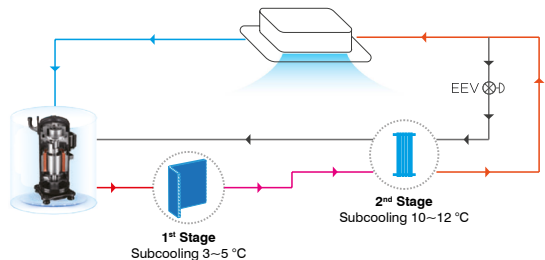 EEV
2nd Stage
Subcooling 10~12 °C
1st Stage
Subcooling 3~5 °C